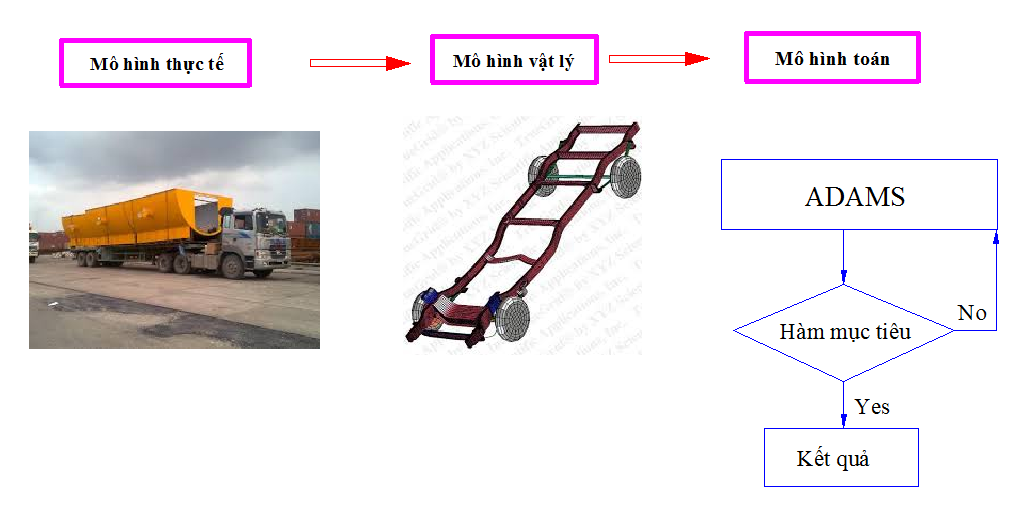 Mô hình thực tế
Mô hình vật lý
Mô hình toán
ADAMS
Hàm mục tiêu
No
Yes
Kết quả